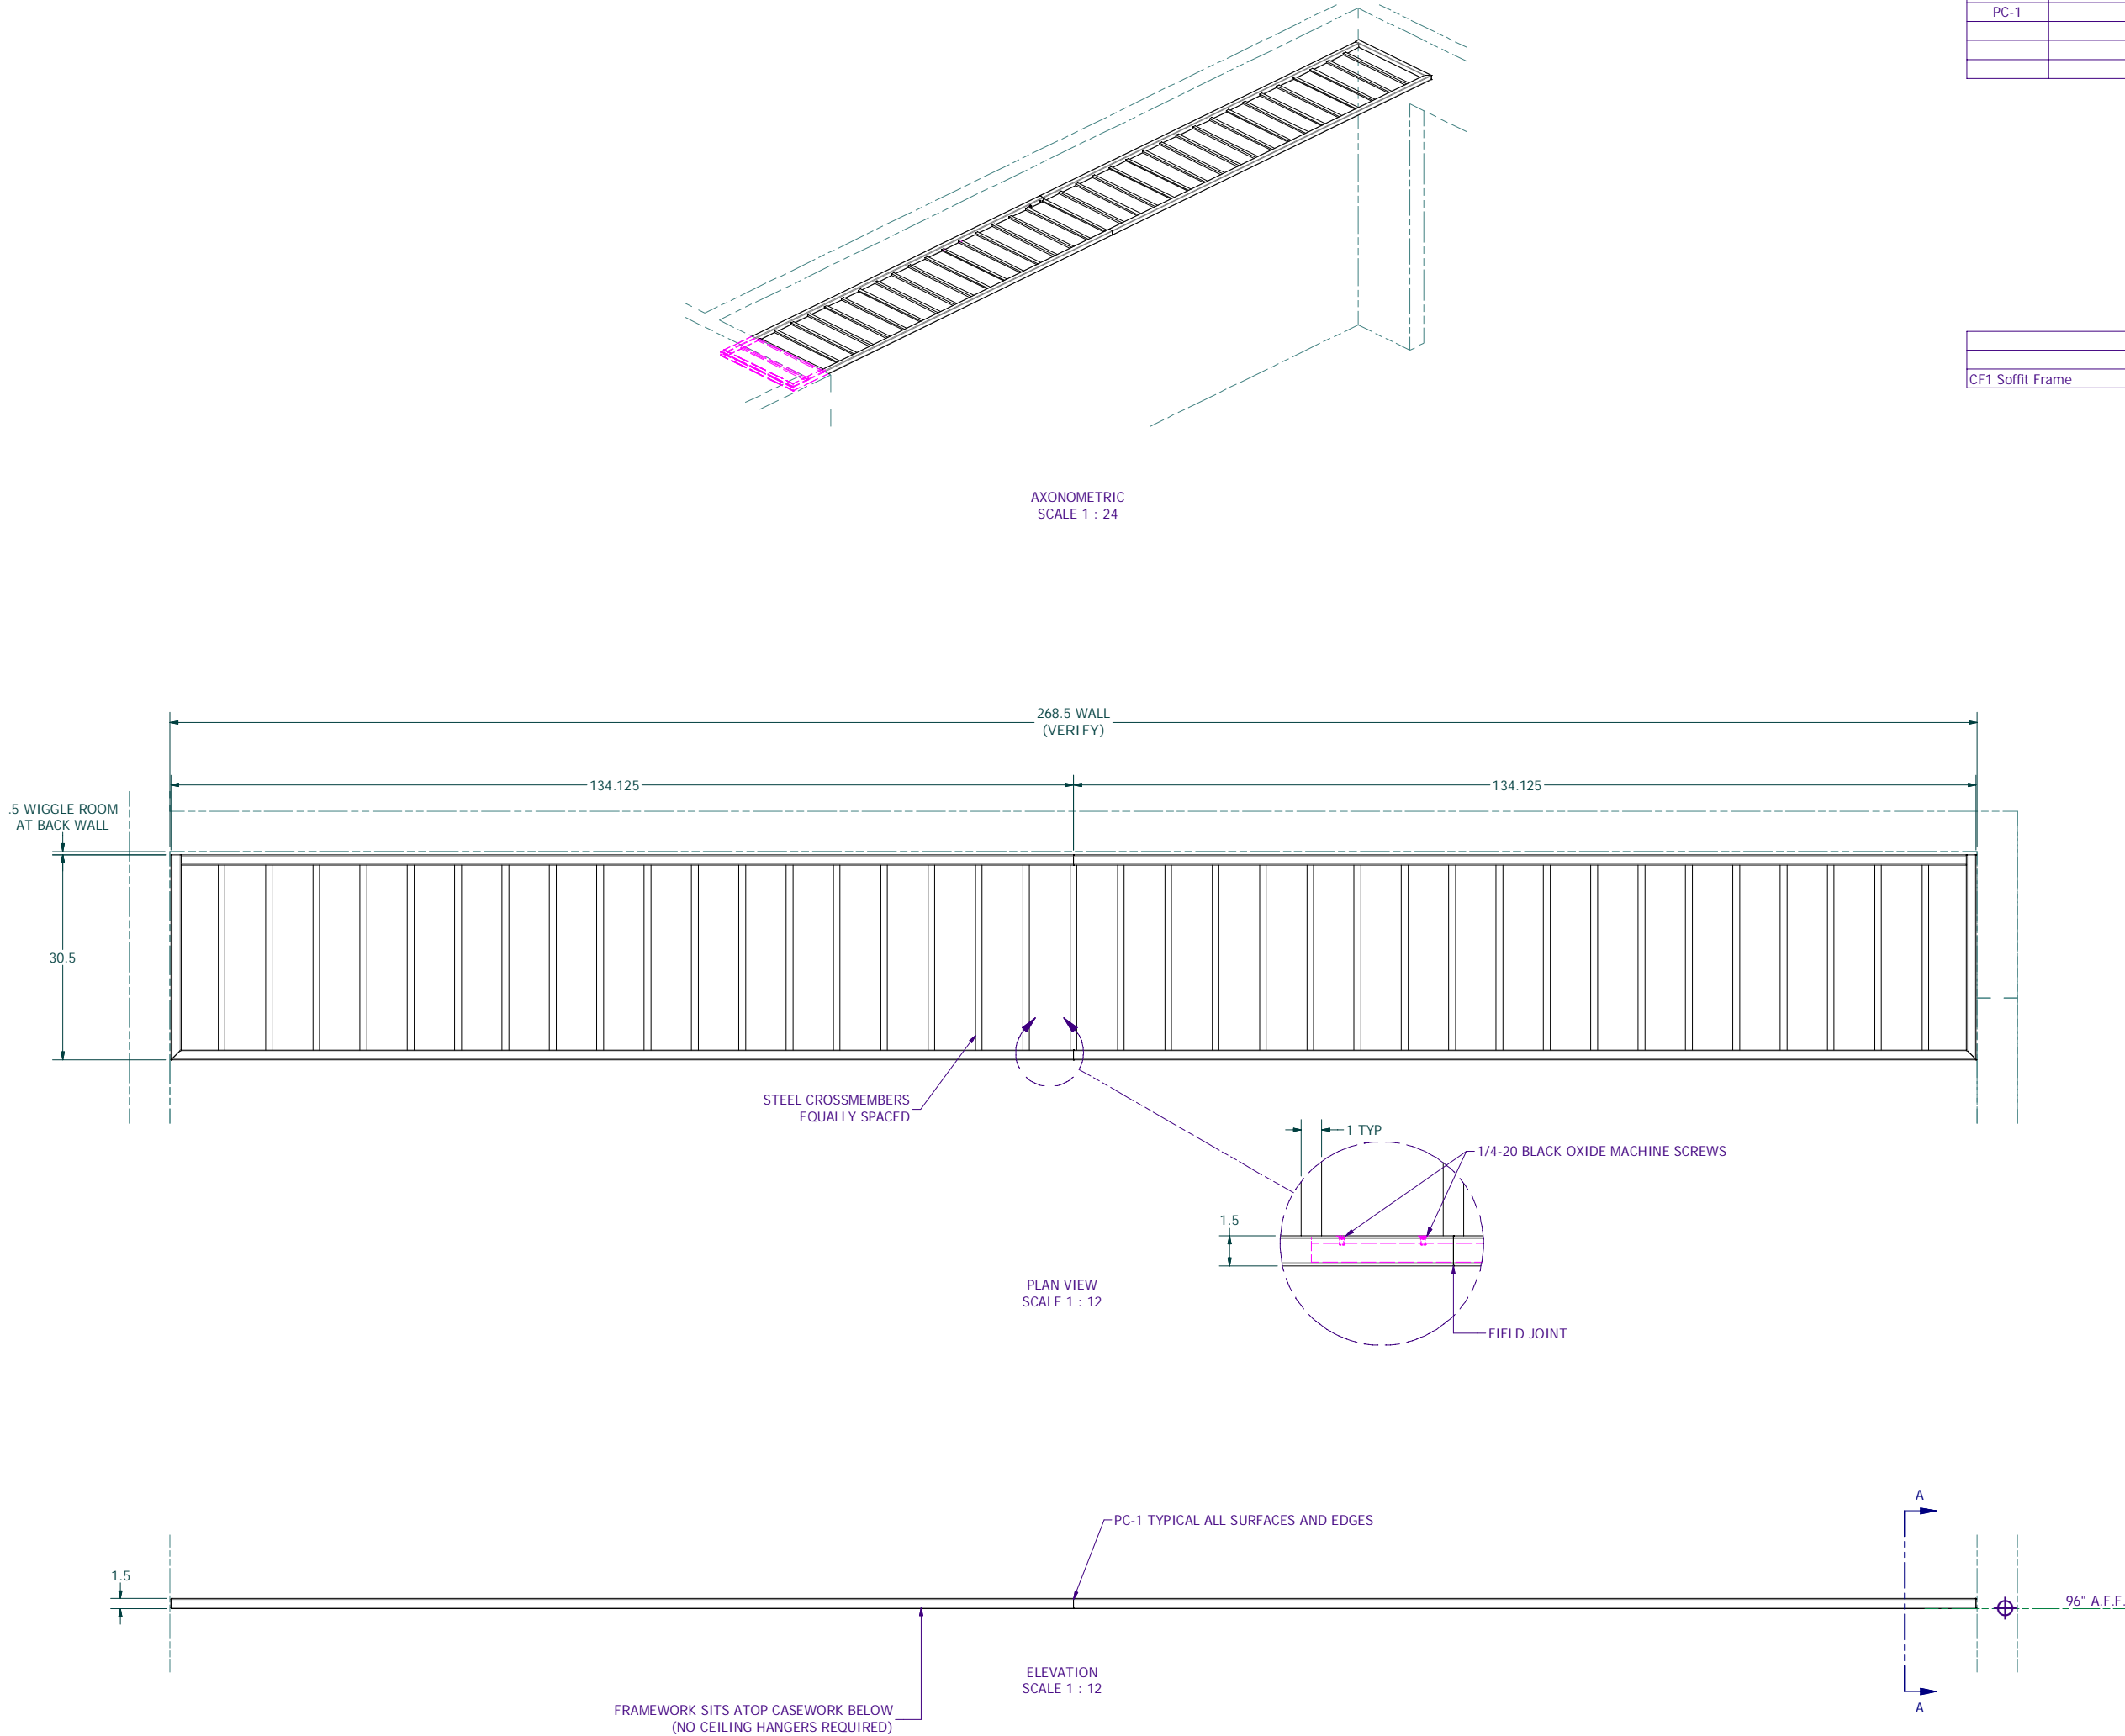 PC-1
CF1 Soffit Frame
AXONOMETRIC
SCALE 1 : 24
268.5 WALL
(VERIFY)
134.125
134.125
.5 WIGGLE ROOM
AT BACK WALL
30.5
STEEL CROSSMEMBERS
EQUALLY SPACED
1 TYP
1/4-20 BLACK OXIDE MACHINE SCREWS
1.5
PLAN VIEW
SCALE 1 : 12
FIELD JOINT
A
PC-1 TYPICAL ALL SURFACES AND EDGES
1.5
96" A.F.F.
ELEVATION
SCALE 1 : 12
A
FRAMEWORK SITS ATOP CASEWORK BELOW
(NO CEILING HANGERS REQUIRED)